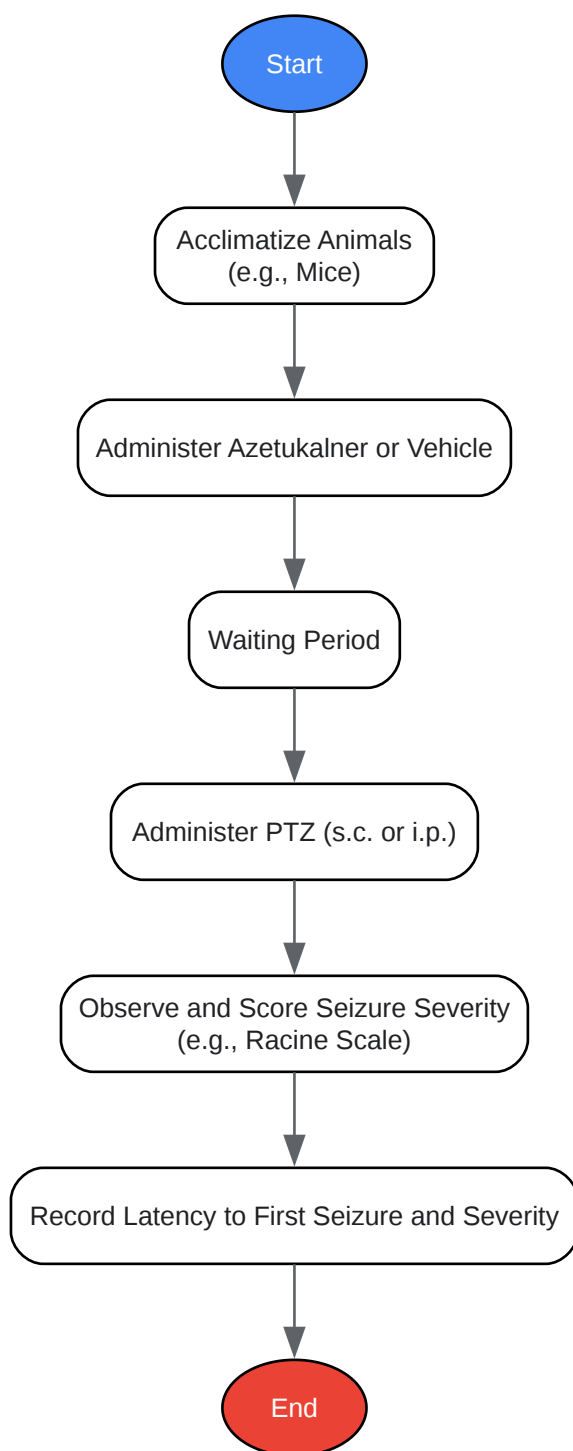 Start
Acclimatize Animals
(e.g., Mice)
Administer Azetukalner or Vehicle
Waiting Period
Administer PTZ (s.c. or i.p.)
Observe and Score Seizure Severity
(e.g., Racine Scale)
Record Latency to First Seizure and Severity
End